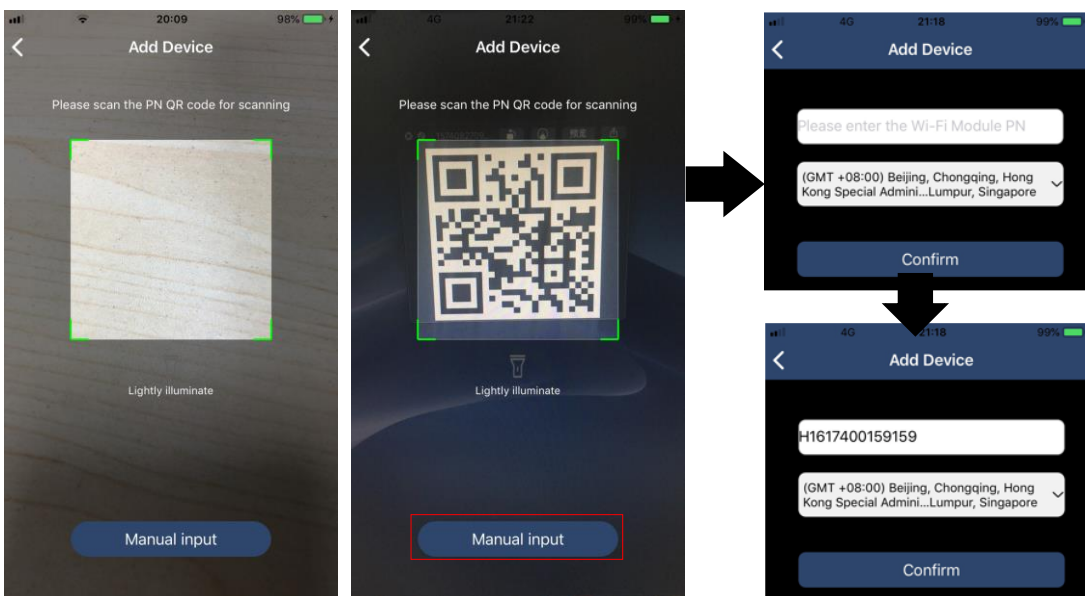 20:09
98%
Add Device
Please scan the PN QR code for scanning
Lightly illuminate
Manual input
4G
21:22
99%
Add Device
Please scan the PN QR code for scanning
Lightly illuminate
Manual input
4G
21:18
99%
Add Device
Please enter the Wi-Fi Module PN
(GMT +08:00) Beijing, Chongqing, Hong
Kong Special Admini...Lumpur, Singapore
Confirm
4G
21:18
99%
Add Device
H1617400159159
(GMT +08:00) Beijing, Chongqing, Hong
Kong Special Admini...Lumpur, Singapore
Confirm